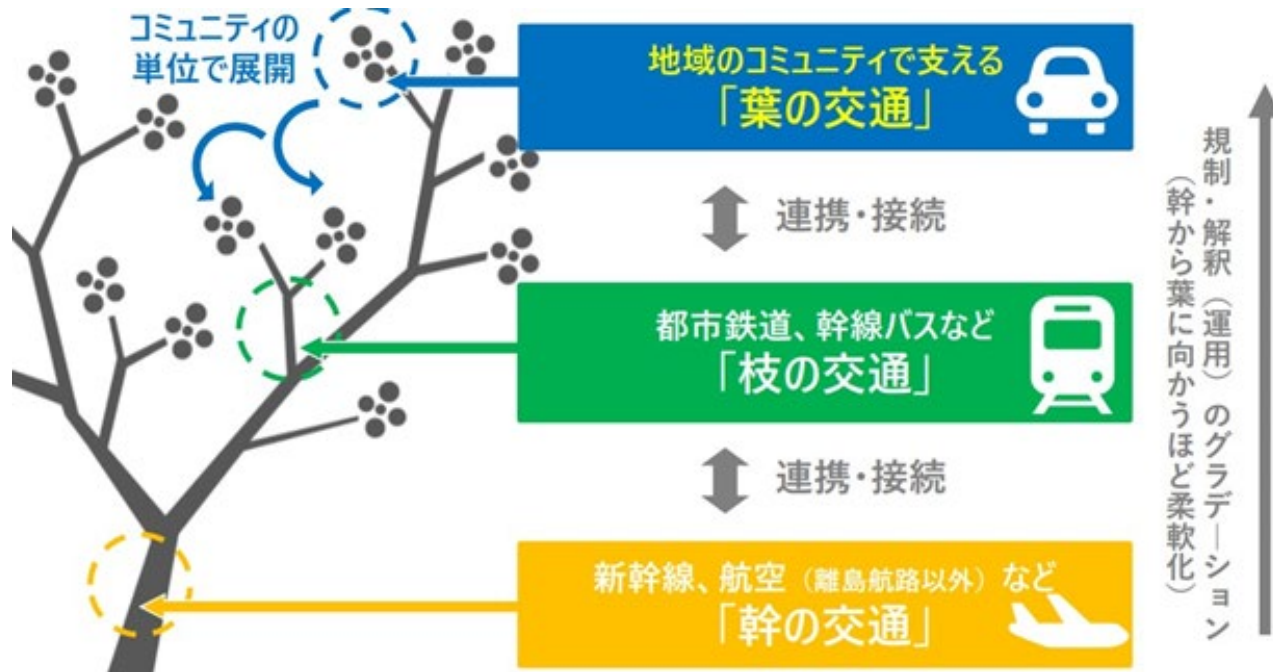 コミュニティの
単位で展開
地域のコミュニティで支える
「葉の交通」
連携・接続
都市鉄道、幹線バスなど
「枝の交通」
連携・接続
新幹線、航空（離島航路以外）など
「幹の交通」
規制・解釈（運用）のグラデーション
（幹から葉に向かうほど柔軟化）